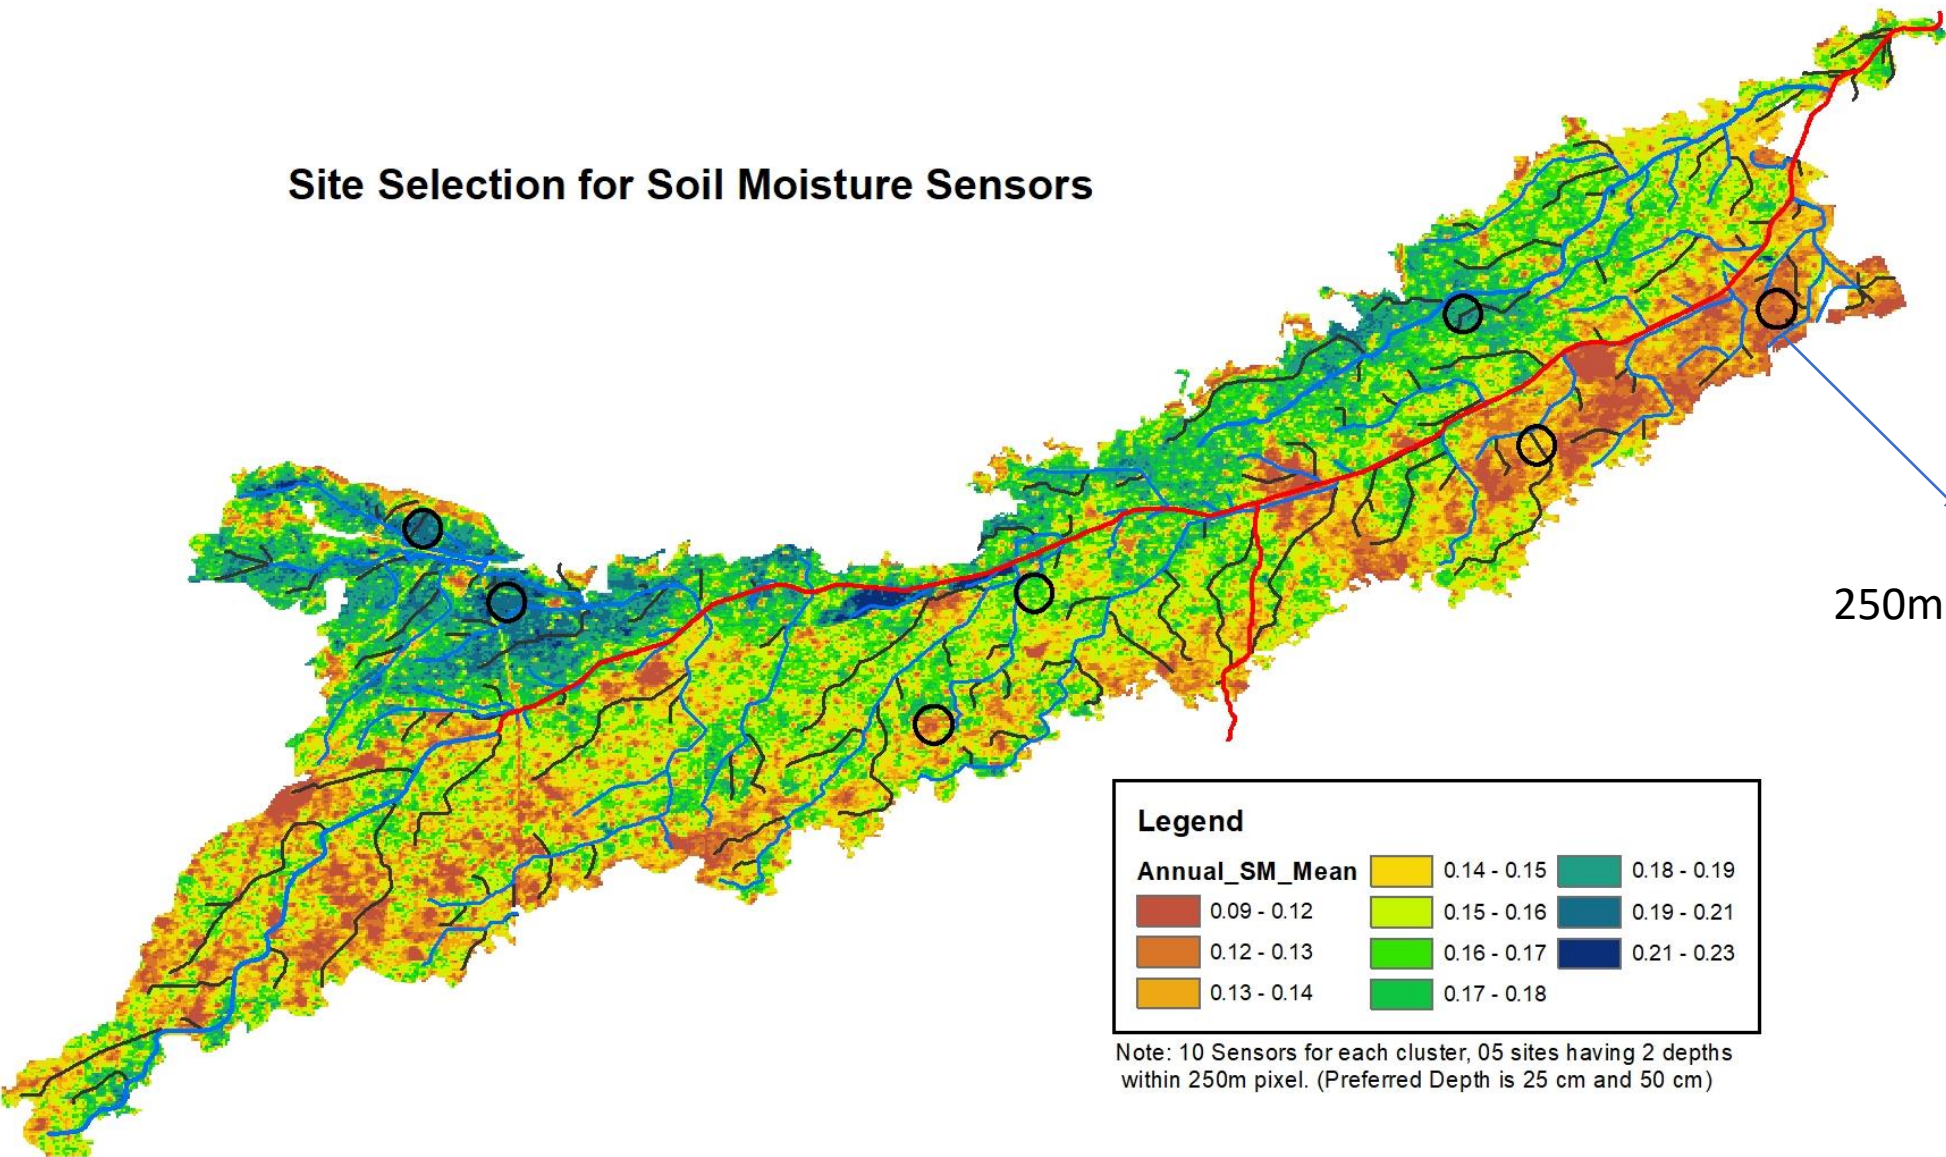 Site Selection for Soil Moisture Sensors
250m
Legend
Annual_SM_Mean
0.09 - 0.12
0.12 - 0.13
0.13 - 0.14
0.14 - 0.15
0.15 - 0.16
0.16 - 0.17
0.17 - 0.18
0.18 - 0.19
0.19 - 0.21
0.21 - 0.23
Note: 10 Sensors for each cluster, 05 sites having 2 depths
within 250m pixel. (Preferred Depth is 25 cm and 50 cm)